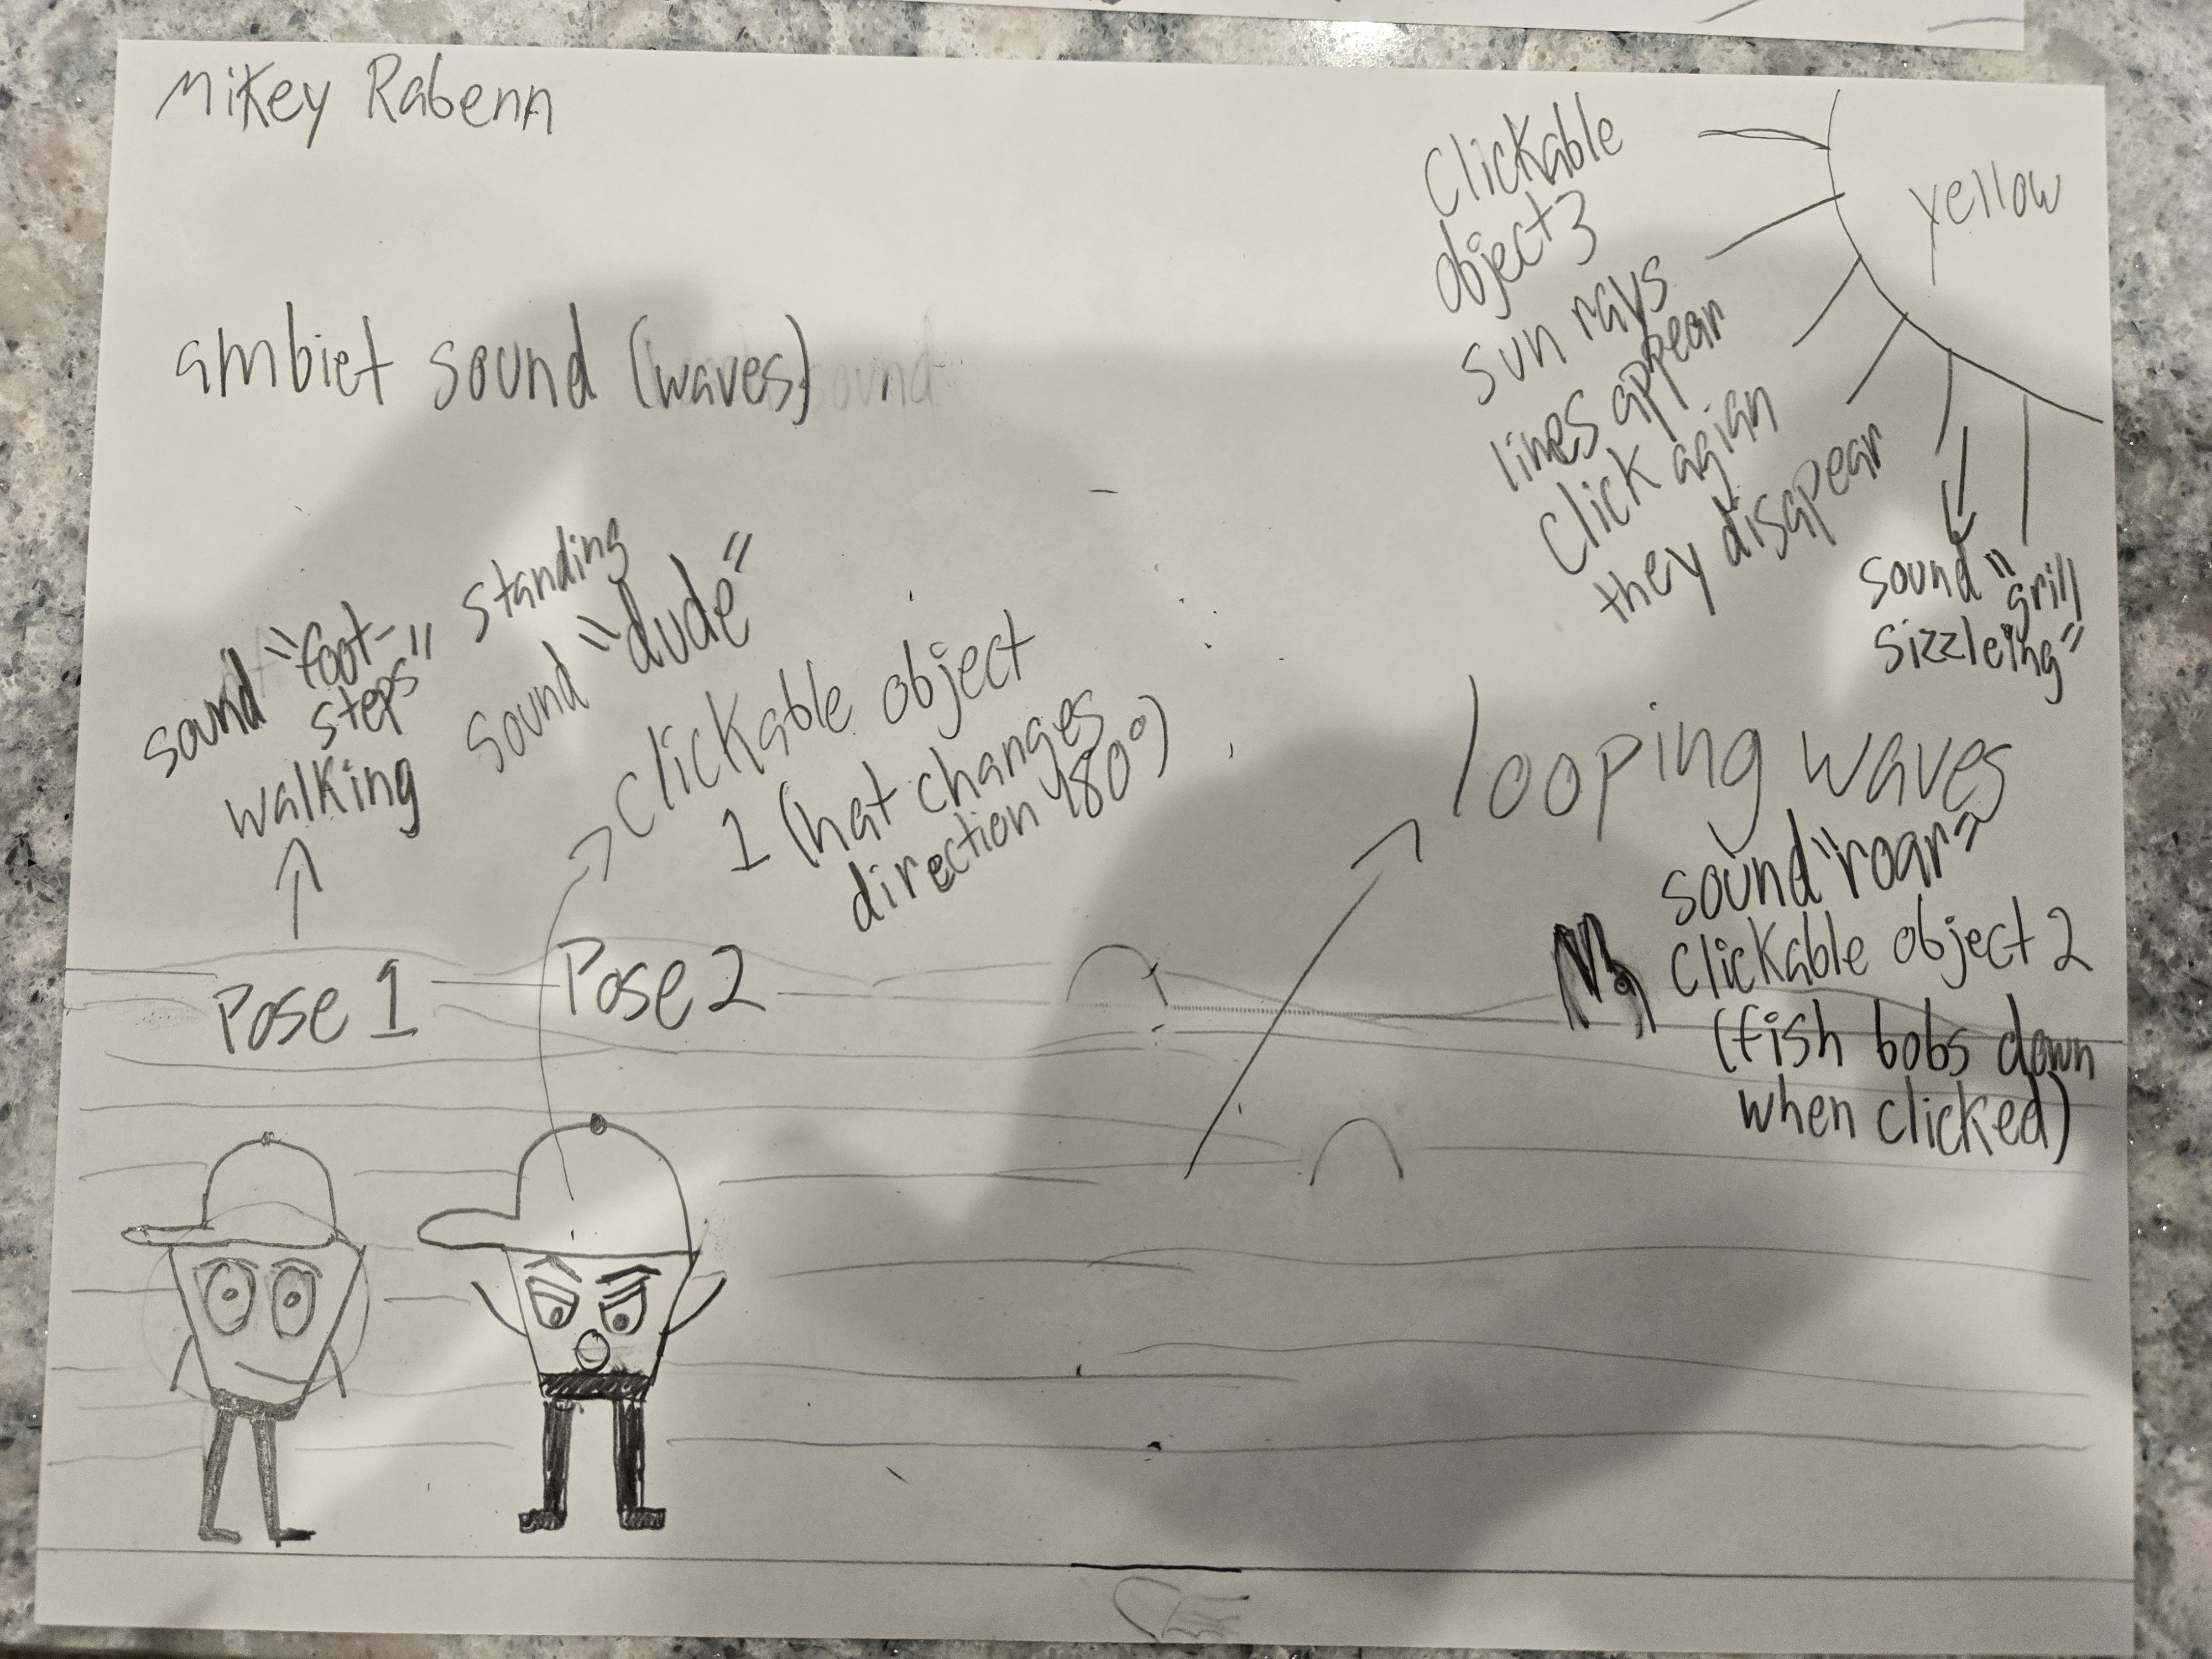 Mikey Rabenn
ambiet sound (waves)
sound
clickable
object 3
sun rays
lines appear
Click agian
they disapear
yellow
sound "grill
sizzleing"
sound = "foot-
steps"
walking
standing
sound = "dude"
clickable object
1 (hat changes
direction 180°)
looping waves
sound "roar"
clickable object 2
(fish bobs down
when clicked)
Pose 1
Pose 2